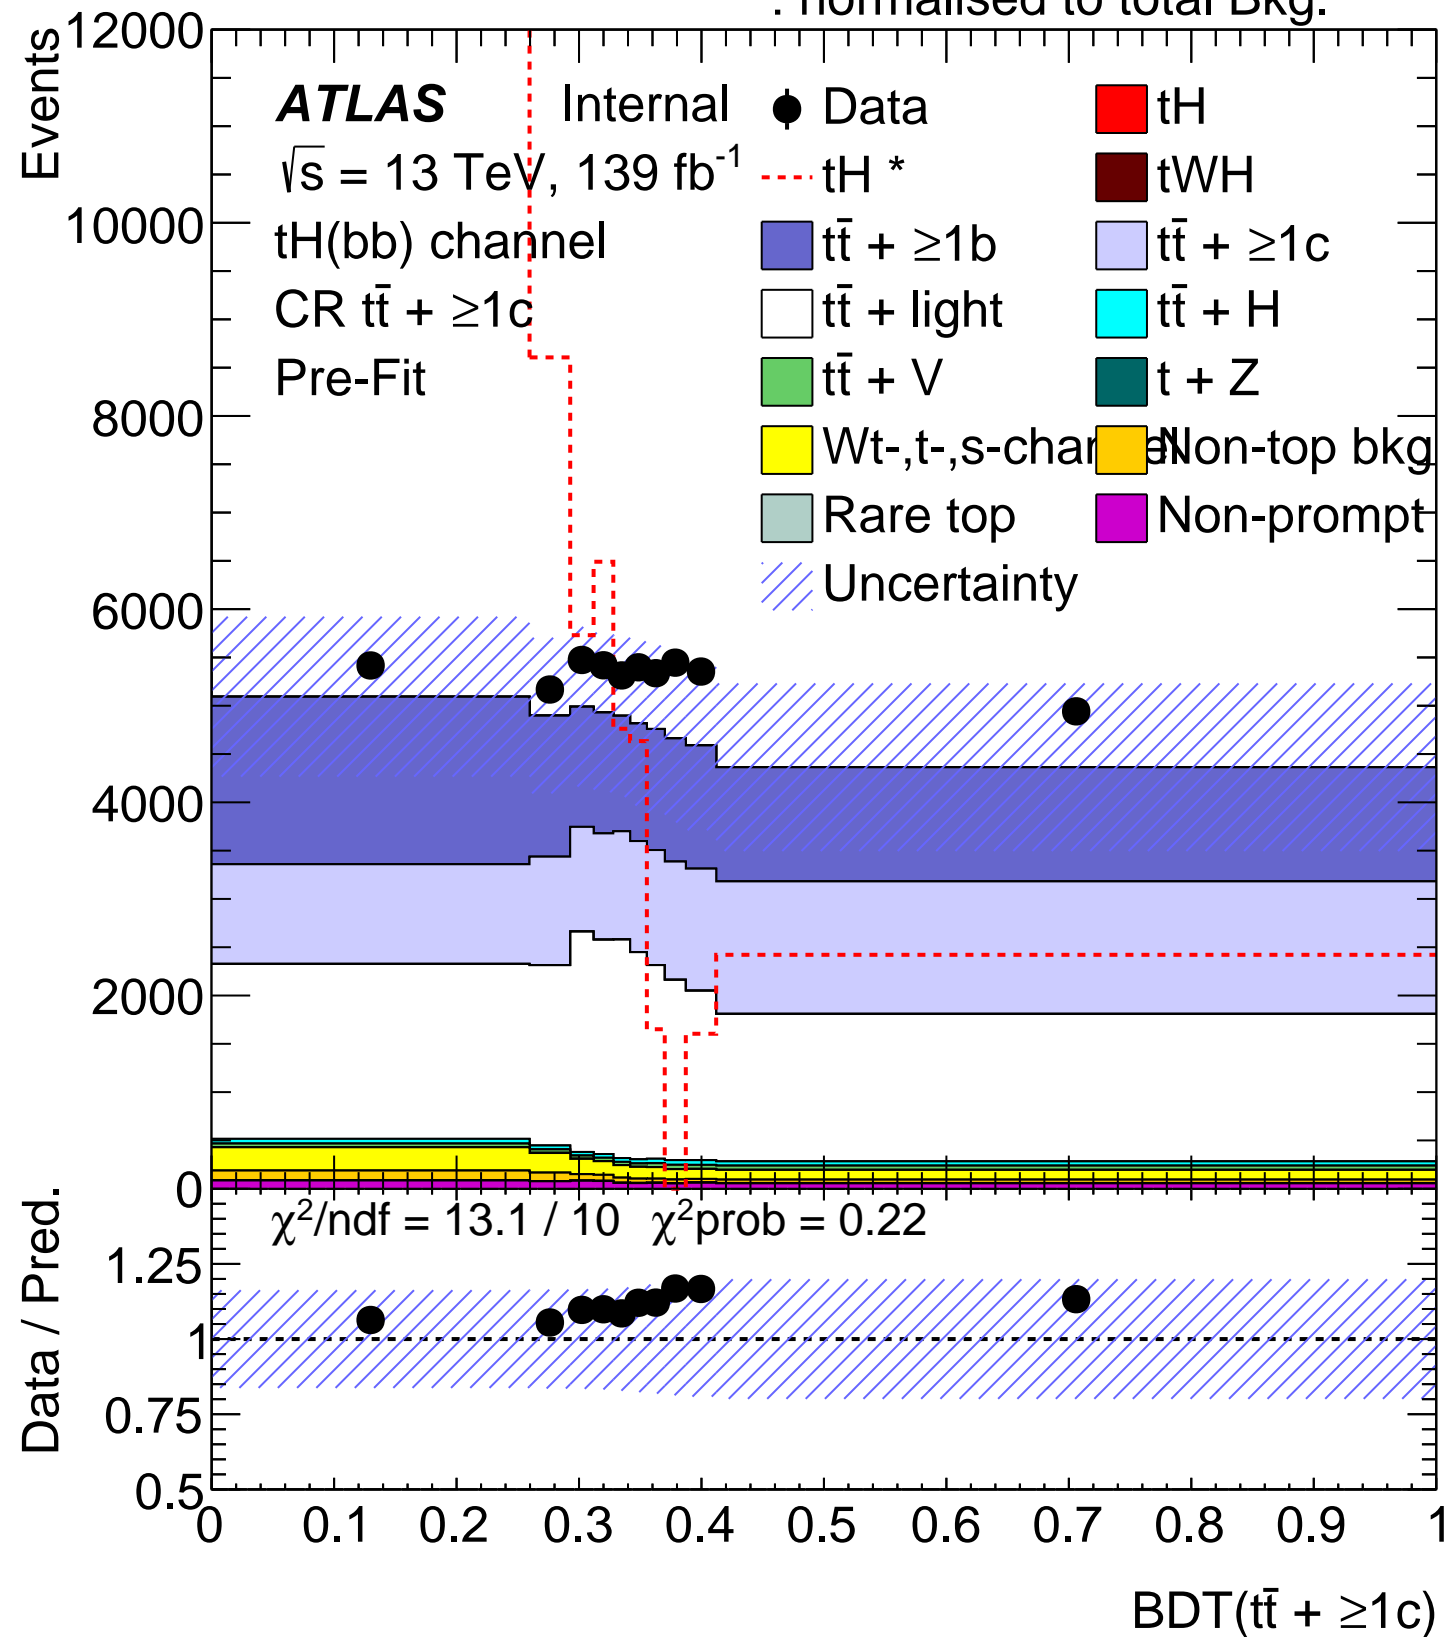 : normalised to total Bkg.
Events
12000
10000
8000
6000
4000
2000
0
ATLAS Internal
√s = 13 TeV, 139 fb⁻¹
tH(bb) channel
CR tt̄ + ≥1c
Pre-Fit
Data
tH
tH *
tWH
tt̄ + ≥1b
tt̄ + ≥1c
tt̄ + light
tt̄ + H
tt̄ + V
t + Z
Wt-,t-,s-channel
Non-top bkg
Rare top
Non-prompt
Uncertainty
χ²/ndf = 13.1 / 10 χ²prob = 0.22
Data / Pred.
1.25
1
0.75
0.5
0 0.1 0.2 0.3 0.4 0.5 0.6 0.7 0.8 0.9 1
BDT(tt̄ + ≥1c)